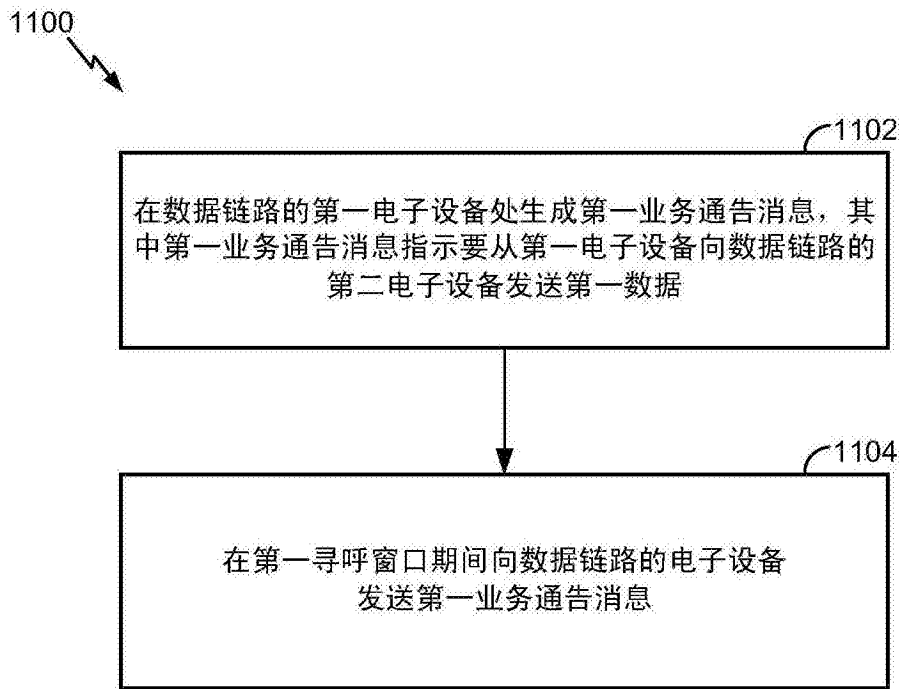 1100
1102
在数据链路的第一电子设备处生成第一业务通告消息，其
中第一业务通告消息指示要从第一电子设备向数据链路的
第二电子设备发送第一数据
1104
在第一寻呼窗口期间向数据链路的电子设备
发送第一业务通告消息